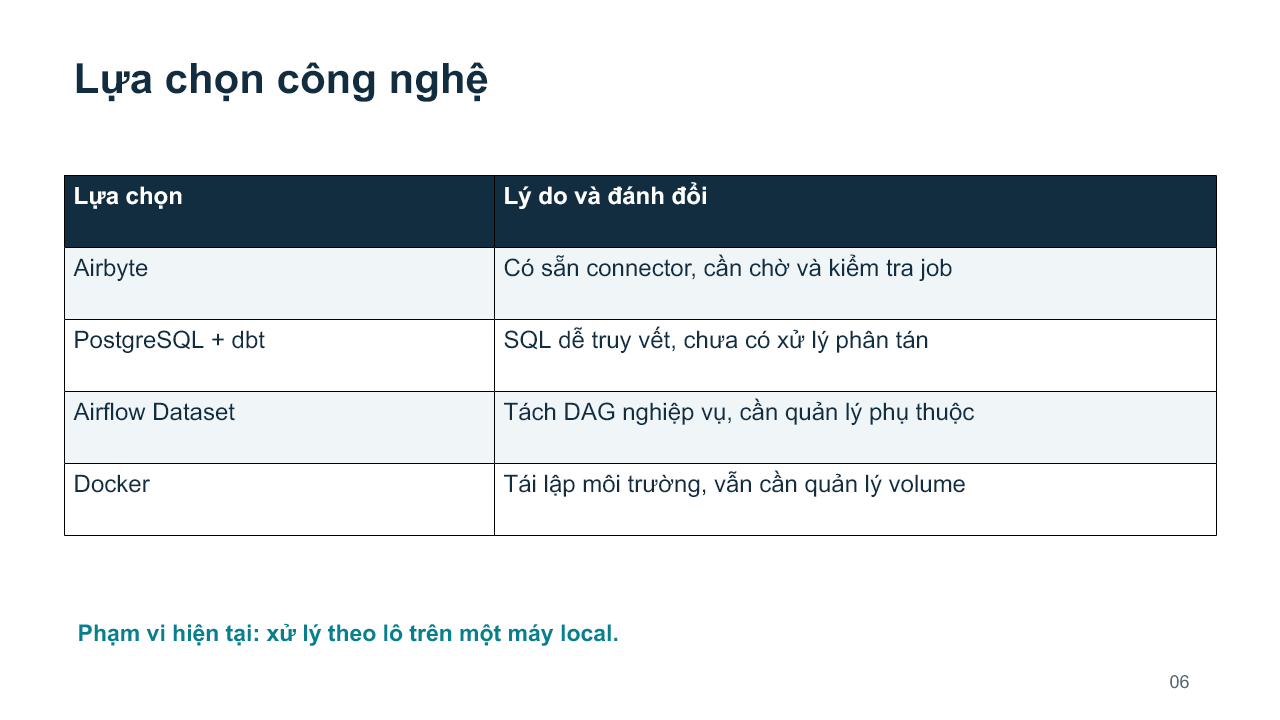 Lựa chọn công nghệ
Lựa chọn
Lý do và đánh đổi
Airbyte
Có sẵn connector, cần chờ và kiểm tra job
PostgreSQL + dbt
SQL dễ truy vết, chưa có xử lý phân tán
Airflow Dataset
Tách DAG nghiệp vụ, cần quản lý phụ thuộc
Docker
Tái lập môi trường, vẫn cần quản lý volume
Phạm vi hiện tại: xử lý theo lô trên một máy local.
06